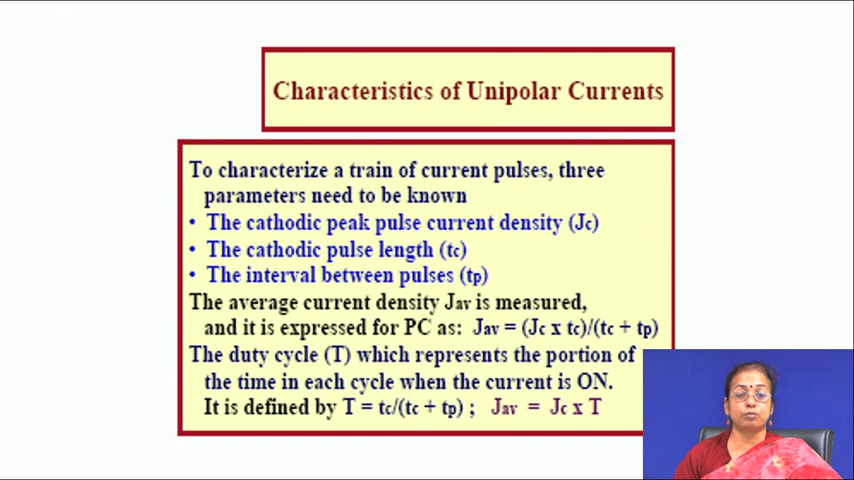 Characteristics of Unipolar Currents
To characterize a train of current pulses, three
parameters need to be known
• The cathodic peak pulse current density (Jc)
• The cathodic pulse length (tc)
• The interval between pulses (tp)
The average current density Jav is measured,
and it is expressed for PC as: Jav = (Jc x tc)/(tc + tp)
The duty cycle (T) which represents the portion of
the time in each cycle when the current is ON.
It is defined by T = tc/(tc + tp) ; Jav = Jc x T